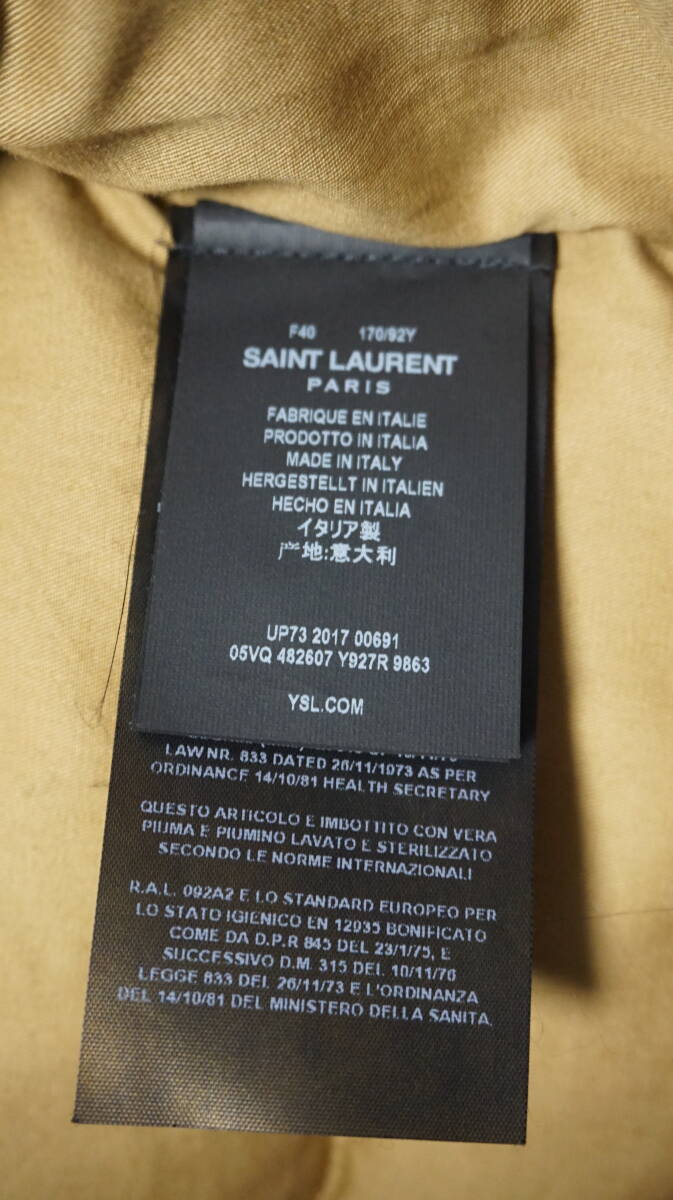 F40 170/92Y
SAINT LAURENT
PARIS
FABRIQUE EN ITALIE
PRODOTTO IN ITALIA
MADE IN ITALY
HERGESTELLT IN ITALIEN
HECHO EN ITALIA
イタリア製
产地:意大利
UP73 2017 00691
05VQ 482607 Y927R 9863
YSL.COM
LAW NR. 833 DATED 26/11/1073 AS PER
ORDINANCE 14/10/81 HEALTH SECRETARY
QUESTO ARTICOLO E IMBOTTITO CON VERA
PIUMA E PIUMINO LAVATO E STERILIZZATO
SECONDO LE NORME INTERNAZIONALI
R.A.L. 092A2 E LO STANDARD EUROPEO PER
LO STATO IGIENICO EN 12935 BONIFICATO
COME DA D.P.R 845 DEL 23/1/75, E
SUCCESSIVO D.M. 315 DEL 10/11/76
LEGGE 833 DEL 26/11/73 E L'ORDINANZA
DEL 14/10/81 DEL MINISTERO DELLA SANITA.